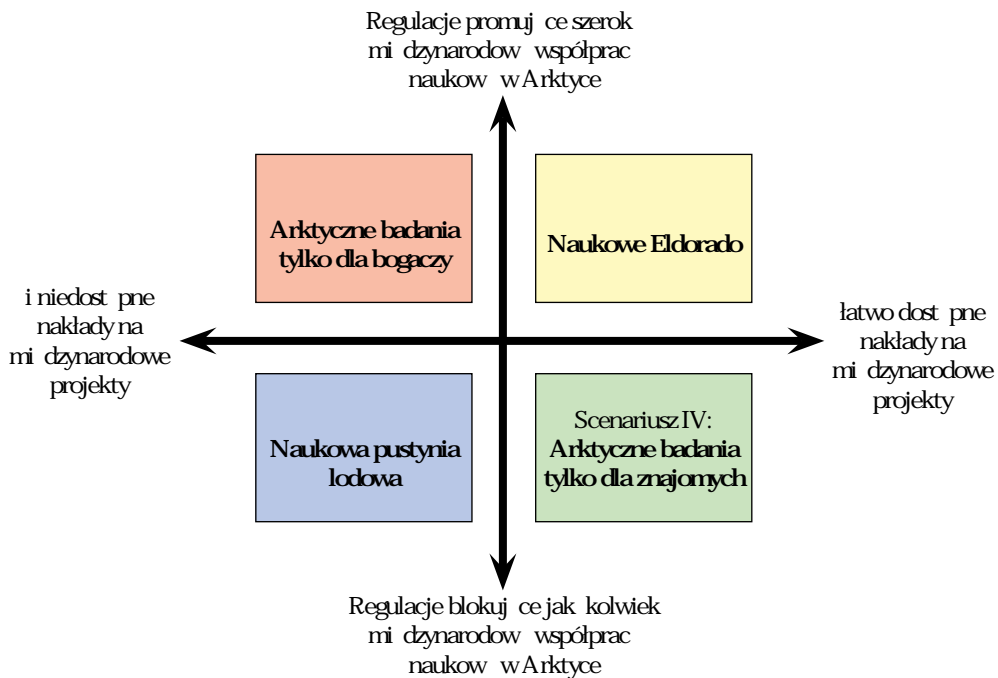 Regulacje promuj ce szerok
mi dzynarodow współprac
naukow w Arktyce
Arktyczne badania
tylko dla bogaczy
Naukowe Eldorado
i niedost pne
nakłady na
mi dzynarodowe
projekty
łatwo dost pne
nakłady na
mi dzynarodowe
projekty
Naukowa pustynia
lodowa
Scenariusz IV:
Arktyczne badania
tylko dla znajomych
Regulacje blokuj ce jak kolwiek
mi dzynarodow współprac
naukow w Arktyce